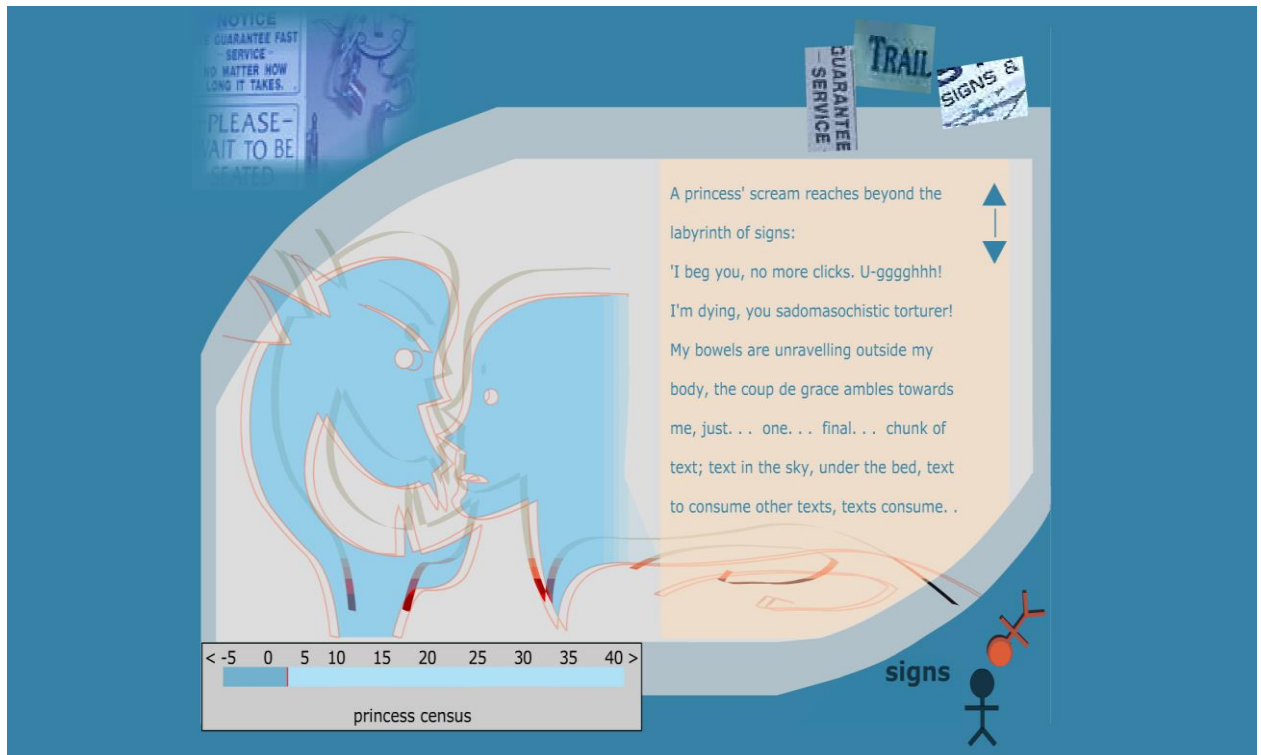 NOTICE
GUARANTEE FAST
- SERVICE -
NO MATTER HOW
LONG IT TAKES.
-PLEASE-
WAIT TO BE
SEATED
GUARANTEE
- SERVICE
TRAIL
SIGNS &
A princess' scream reaches beyond the
labyrinth of signs:
'I beg you, no more clicks. U-gggghhh!
I'm dying, you sadomasochistic torturer!
My bowels are unravelling outside my
body, the coup de grace ambles towards
me, just. . . one. . . final. . . chunk of
text; text in the sky, under the bed, text
to consume other texts, texts consume. .
< -5 0 5 10 15 20 25 30 35 40 >
princess census
signs